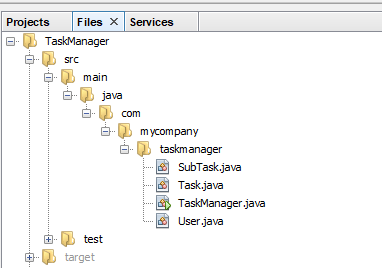 Projects Files Services
TaskManager
src
main
java
com
mycompany
taskmanager
SubTask.java
Task.java
TaskManager.java
User.java
test
target